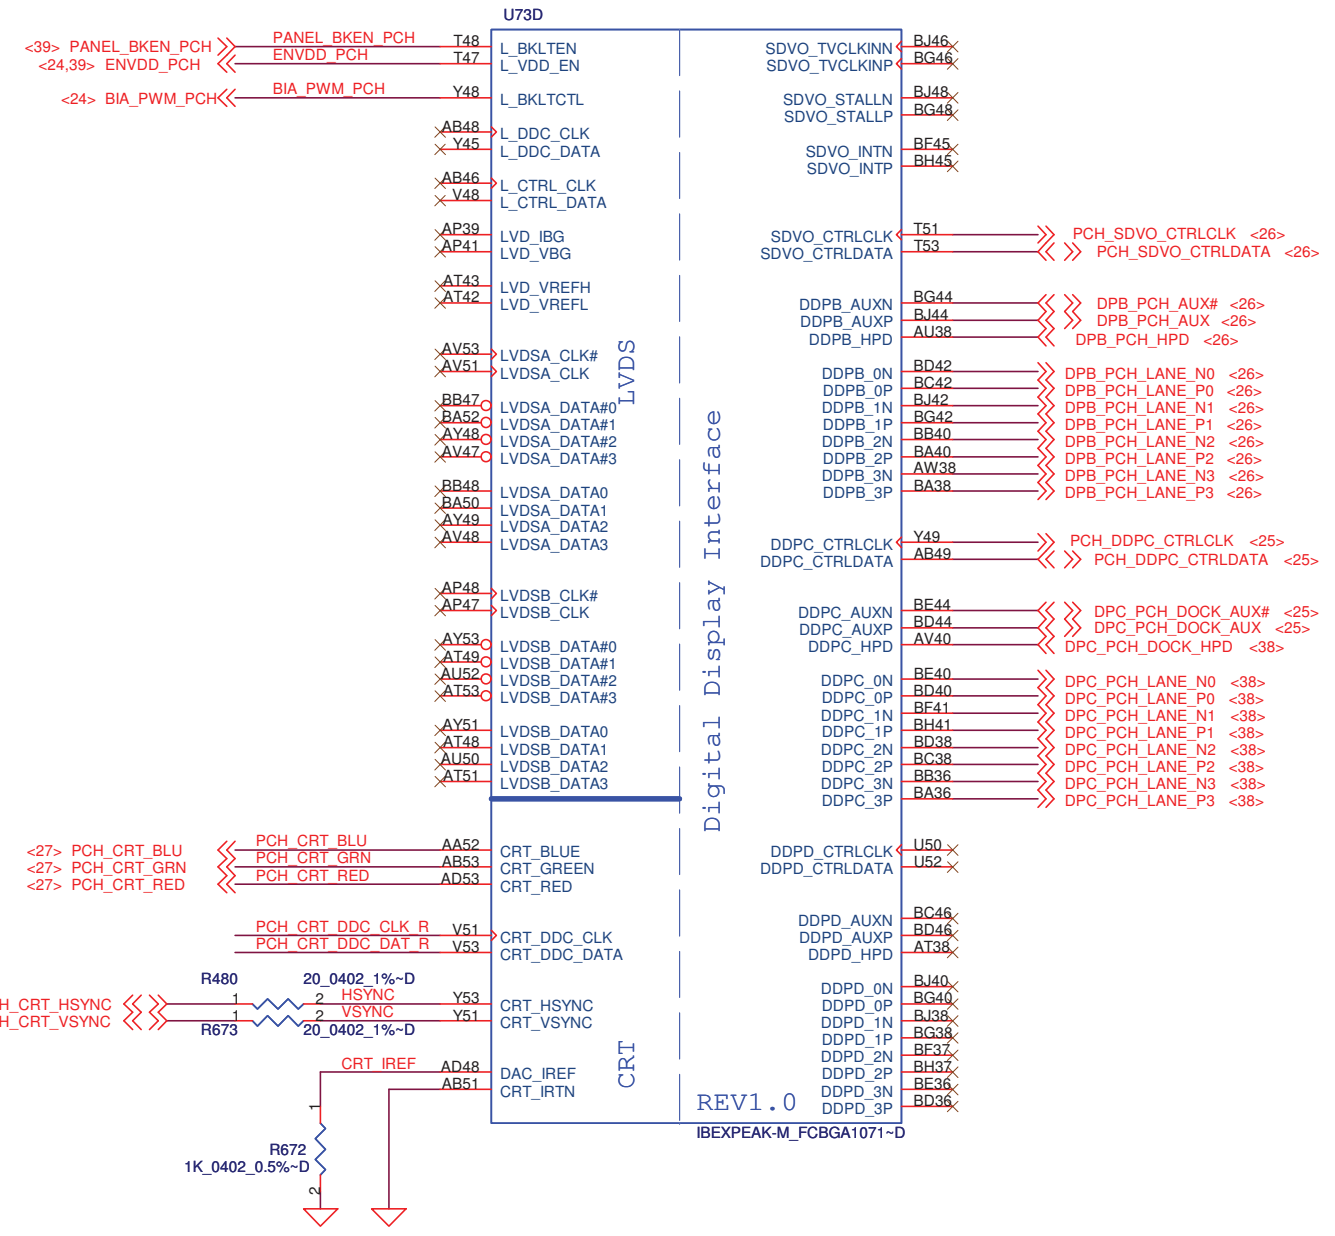 U73D
<39> PANEL_BKEN_PCH PANEL_BKEN_PCH T48 L_BKLTEN
<24,39> ENVDD_PCH ENVDD_PCH T47 L_VDD_EN
<24> BIA_PWM_PCH BIA_PWM_PCH Y48 L_BKLTCTL
AB48 L_DDC_CLK
Y45 L_DDC_DATA
AB46 L_CTRL_CLK
V48 L_CTRL_DATA
AP39 LVD_IBG
AP41 LVD_VBG
AT43 LVD_VREFH
AT42 LVD_VREFL
AV53 LVDSA_CLK#
AV51 LVDSA_CLK
BB47 LVDSA_DATA#0
BA52 LVDSA_DATA#1
AY48 LVDSA_DATA#2
AV47 LVDSA_DATA#3
BB48 LVDSA_DATA0
BA50 LVDSA_DATA1
AY49 LVDSA_DATA2
AV48 LVDSA_DATA3
AP48 LVDSB_CLK#
AP47 LVDSB_CLK
AY53 LVDSB_DATA#0
AT49 LVDSB_DATA#1
AU52 LVDSB_DATA#2
AT53 LVDSB_DATA#3
AY51 LVDSB_DATA0
AT48 LVDSB_DATA1
AU50 LVDSB_DATA2
AT51 LVDSB_DATA3
LVDS
<27> PCH_CRT_BLU PCH_CRT_BLU AA52 CRT_BLUE
<27> PCH_CRT_GRN PCH_CRT_GRN AB53 CRT_GREEN
<27> PCH_CRT_RED PCH_CRT_RED AD53 CRT_RED
PCH_CRT_DDC_CLK_R V51 CRT_DDC_CLK
PCH_CRT_DDC_DAT_R V53 CRT_DDC_DATA
R480 20_0402_1%~D
H_CRT_HSYNC 1 2 HSYNC Y53 CRT_HSYNC
H_CRT_VSYNC 1 2 VSYNC Y51 CRT_VSYNC
R673 20_0402_1%~D
CRT_IREF AD48 DAC_IREF
AB51 CRT_IRTN
CRT
1
R672
1K_0402_0.5%~D
2
Digital Display Interface
SDVO_TVCLKINN BJ46
SDVO_TVCLKINP BG46
SDVO_STALLN BJ48
SDVO_STALLP BG48
SDVO_INTN BF45
SDVO_INTP BH45
SDVO_CTRLCLK T51 PCH_SDVO_CTRLCLK <26>
SDVO_CTRLDATA T53 PCH_SDVO_CTRLDATA <26>
DDPB_AUXN BG44 DPB_PCH_AUX# <26>
DDPB_AUXP BJ44 DPB_PCH_AUX <26>
DDPB_HPD AU38 DPB_PCH_HPD <26>
DDPB_0N BD42 DPB_PCH_LANE_N0 <26>
DDPB_0P BC42 DPB_PCH_LANE_P0 <26>
DDPB_1N BJ42 DPB_PCH_LANE_N1 <26>
DDPB_1P BG42 DPB_PCH_LANE_P1 <26>
DDPB_2N BB40 DPB_PCH_LANE_N2 <26>
DDPB_2P BA40 DPB_PCH_LANE_P2 <26>
DDPB_3N AW38 DPB_PCH_LANE_N3 <26>
DDPB_3P BA38 DPB_PCH_LANE_P3 <26>
DDPC_CTRLCLK Y49 PCH_DDPC_CTRLCLK <25>
DDPC_CTRLDATA AB49 PCH_DDPC_CTRLDATA <25>
DDPC_AUXN BE44 DPC_PCH_DOCK_AUX# <25>
DDPC_AUXP BD44 DPC_PCH_DOCK_AUX <25>
DDPC_HPD AV40 DPC_PCH_DOCK_HPD <38>
DDPC_0N BE40 DPC_PCH_LANE_N0 <38>
DDPC_0P BD40 DPC_PCH_LANE_P0 <38>
DDPC_1N BF41 DPC_PCH_LANE_N1 <38>
DDPC_1P BH41 DPC_PCH_LANE_P1 <38>
DDPC_2N BD38 DPC_PCH_LANE_N2 <38>
DDPC_2P BC38 DPC_PCH_LANE_P2 <38>
DDPC_3N BB36 DPC_PCH_LANE_N3 <38>
DDPC_3P BA36 DPC_PCH_LANE_P3 <38>
DDPD_CTRLCLK U50
DDPD_CTRLDATA U52
DDPD_AUXN BC46
DDPD_AUXP BD46
DDPD_HPD AT38
DDPD_0N BJ40
DDPD_0P BG40
DDPD_1N BJ38
DDPD_1P BG38
DDPD_2N BF37
DDPD_2P BH37
DDPD_3N BE36
DDPD_3P BD36
REV1.0
IBEXPEAK-M_FCBGA1071~D